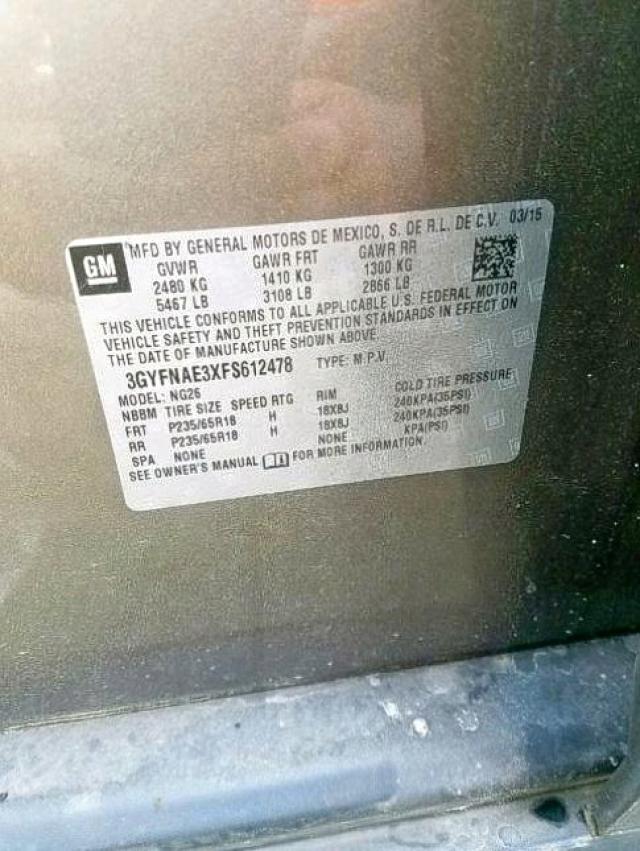 GM
MFD BY GENERAL MOTORS DE MEXICO, S. DE R.L. DE C.V. 03/15
GVWR GAWR FRT GAWR RR
2480 KG 1410 KG 1300 KG
5467 LB 3108 LB 2866 LB
THIS VEHICLE CONFORMS TO ALL APPLICABLE U.S. FEDERAL MOTOR
VEHICLE SAFETY AND THEFT PREVENTION STANDARDS IN EFFECT ON
THE DATE OF MANUFACTURE SHOWN ABOVE.
3GYFNAE3XFS612478 TYPE: M.P.V.
MODEL: NG26
NBBM TIRE SIZE SPEED RTG RIM COLD TIRE PRESSURE
FRT P235/65R18 H 18X8J 240KPA(35PSI)
RR P235/65R18 H 18X8J 240KPA(35PSI)
SPA NONE NONE KPA(PSI)
SEE OWNER'S MANUAL FOR MORE INFORMATION.